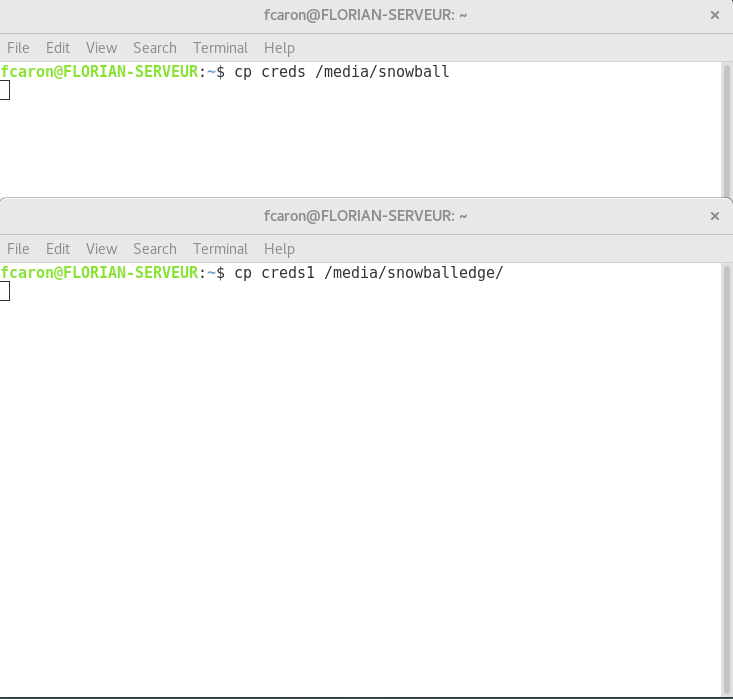 fcaron@FLORIAN-SERVEUR: ~ ×
File Edit View Search Terminal Help
fcaron@FLORIAN-SERVEUR:~$ cp creds /media/snowball
fcaron@FLORIAN-SERVEUR: ~ ×
File Edit View Search Terminal Help
fcaron@FLORIAN-SERVEUR:~$ cp creds1 /media/snowballedge/